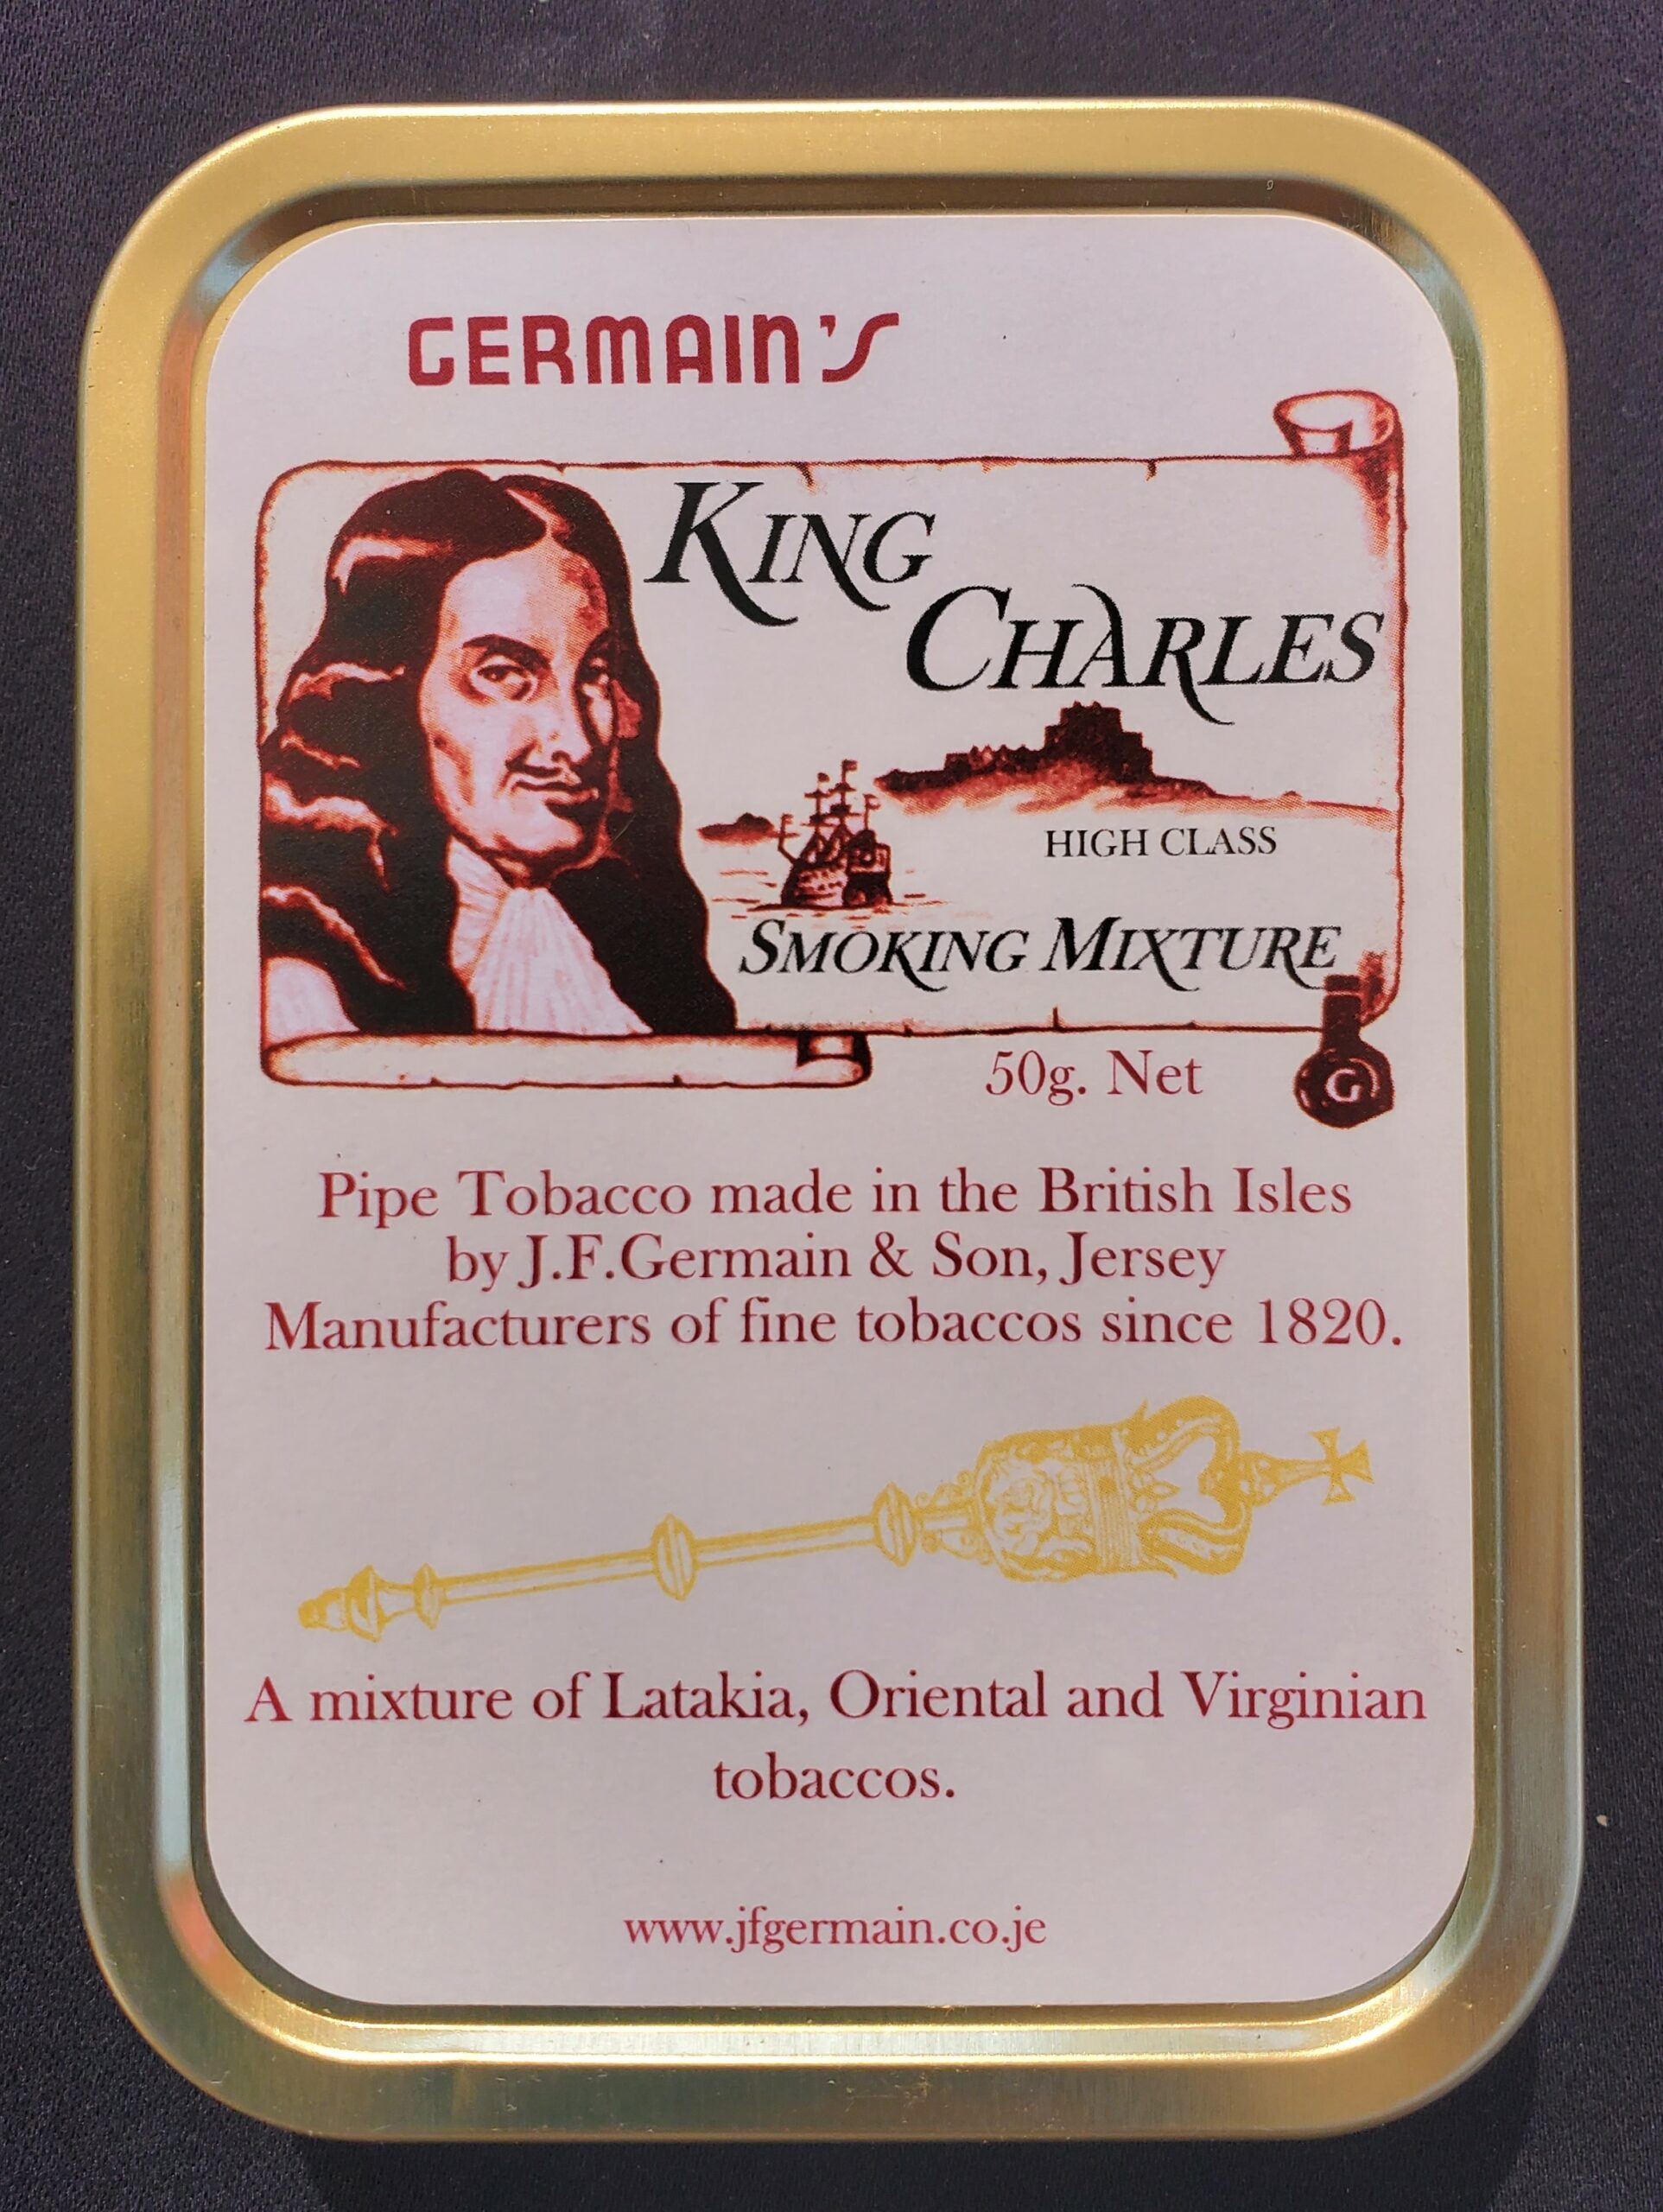 GERMAIN'S
KING
CHARLES
HIGH CLASS
SMOKING MIXTURE
50g. Net
G
Pipe Tobacco made in the British Isles
by J.F.Germain & Son, Jersey
Manufacturers of fine tobaccos since 1820.
A mixture of Latakia, Oriental and Virginian
tobaccos.
www.jfgermain.co.je